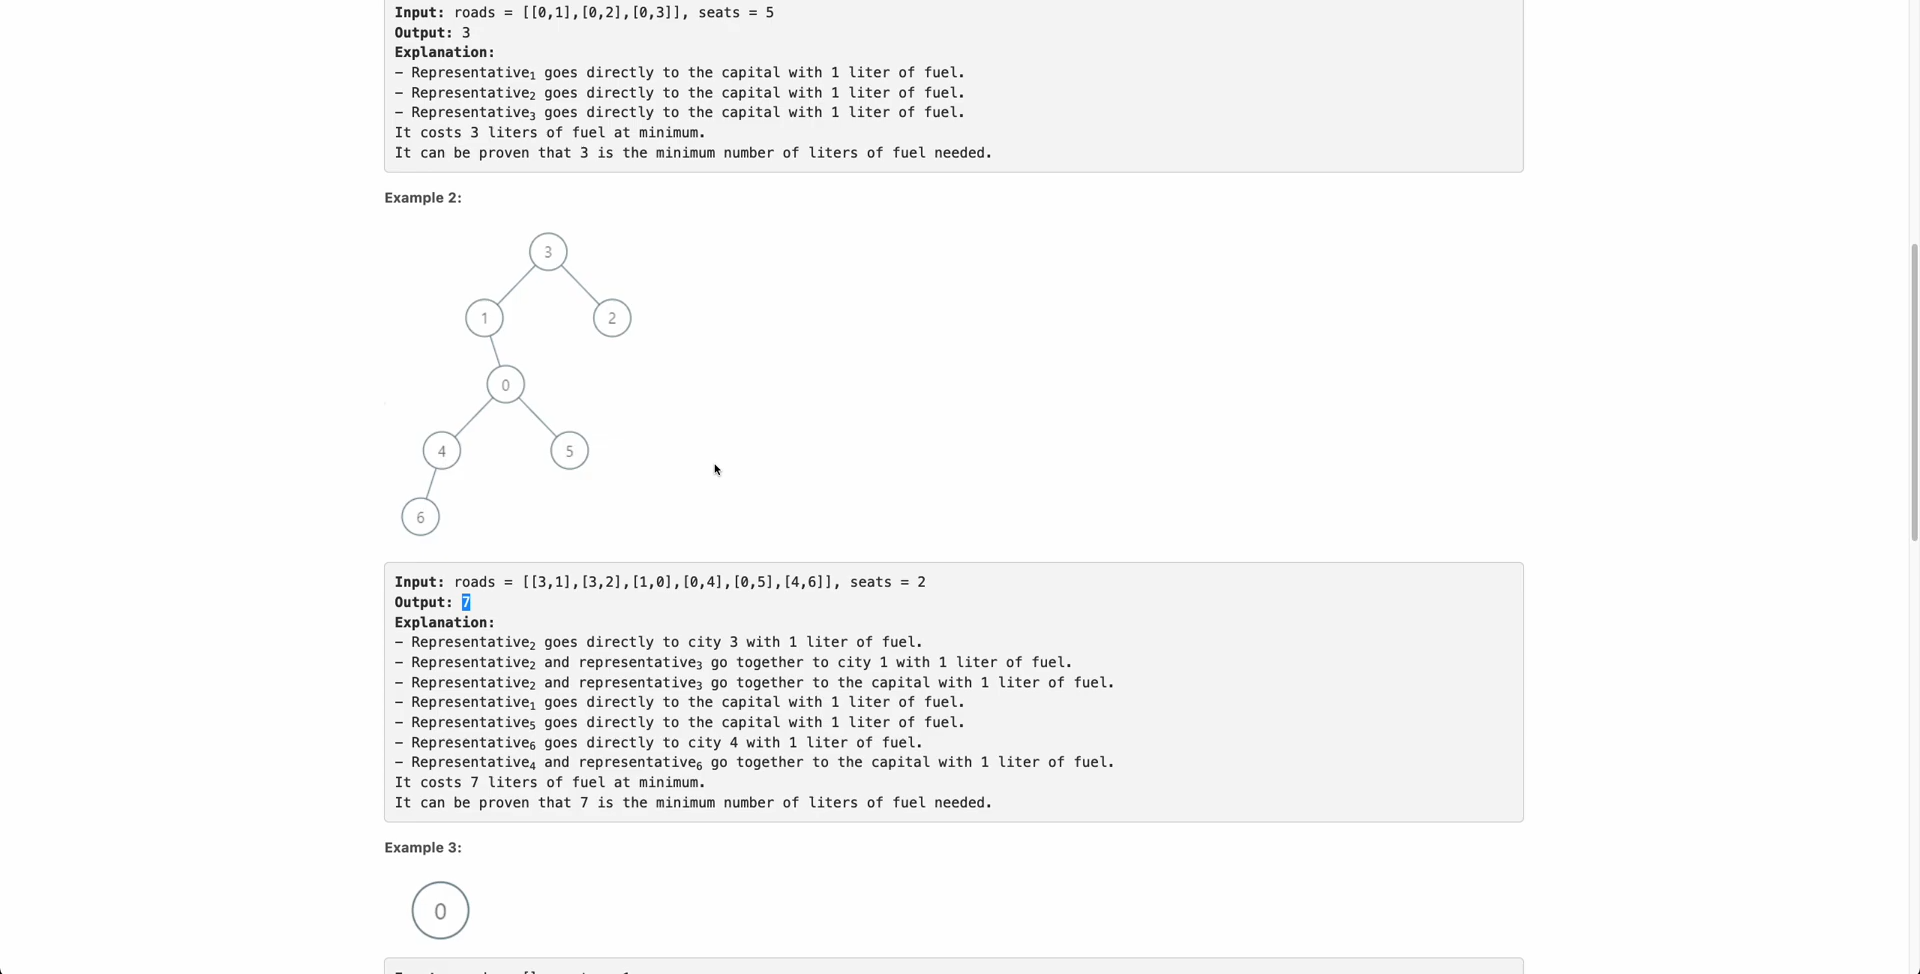 Input: roads = [[0,1],[0,2],[0,3]], seats = 5
Output: 3
Explanation:
- Representative₁ goes directly to the capital with 1 liter of fuel.
- Representative₂ goes directly to the capital with 1 liter of fuel.
- Representative₃ goes directly to the capital with 1 liter of fuel.
It costs 3 liters of fuel at minimum.
It can be proven that 3 is the minimum number of liters of fuel needed.
Example 2:
3
1 2
0
4 5
6
Input: roads = [[3,1],[3,2],[1,0],[0,4],[0,5],[4,6]], seats = 2
Output: 7
Explanation:
- Representative₂ goes directly to city 3 with 1 liter of fuel.
- Representative₂ and representative₃ go together to city 1 with 1 liter of fuel.
- Representative₂ and representative₃ go together to the capital with 1 liter of fuel.
- Representative₁ goes directly to the capital with 1 liter of fuel.
- Representative₅ goes directly to the capital with 1 liter of fuel.
- Representative₆ goes directly to city 4 with 1 liter of fuel.
- Representative₄ and representative₆ go together to the capital with 1 liter of fuel.
It costs 7 liters of fuel at minimum.
It can be proven that 7 is the minimum number of liters of fuel needed.
Example 3:
0